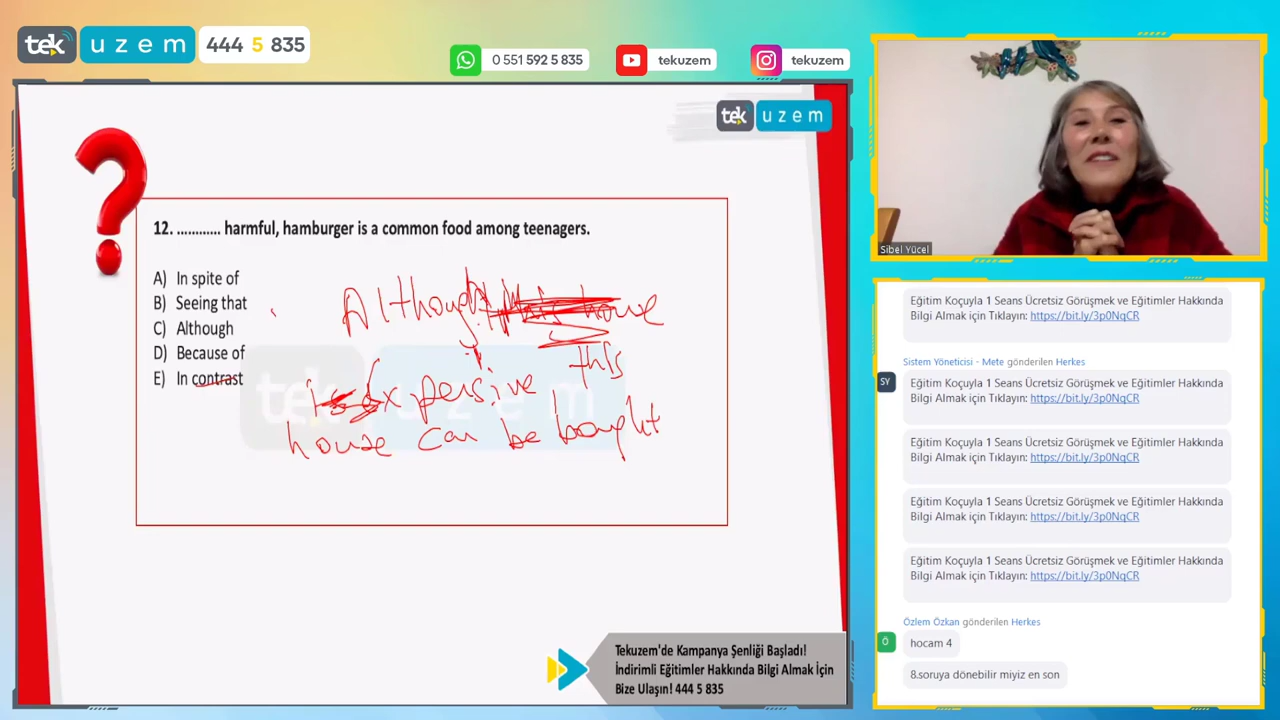 tek uzem 444 5 835
0 551 592 5 835
tekuzem
tekuzem
tek uzem
12. ............ harmful, hamburger is a common food among teenagers.
A) In spite of
B) Seeing that
C) Although
D) Because of
E) In contrast
Although house
this
expensive
house can be bought
tek uzem
Tekuzem'de Kampanya Şenliği Başladı!
İndirimli Eğitimler Hakkında Bilgi Almak İçin
Bize Ulaşın! 444 5 835
Sibel Yücel
Eğitim Koçuyla 1 Seans Ücretsiz Görüşmek ve Eğitimler Hakkında
Bilgi Almak için Tıklayın: https://bit.ly/3p0NqCR
Sistem Yöneticisi - Mete gönderilen Herkes
SY
Eğitim Koçuyla 1 Seans Ücretsiz Görüşmek ve Eğitimler Hakkında
Bilgi Almak için Tıklayın: https://bit.ly/3p0NqCR
Eğitim Koçuyla 1 Seans Ücretsiz Görüşmek ve Eğitimler Hakkında
Bilgi Almak için Tıklayın: https://bit.ly/3p0NqCR
Eğitim Koçuyla 1 Seans Ücretsiz Görüşmek ve Eğitimler Hakkında
Bilgi Almak için Tıklayın: https://bit.ly/3p0NqCR
Eğitim Koçuyla 1 Seans Ücretsiz Görüşmek ve Eğitimler Hakkında
Bilgi Almak için Tıklayın: https://bit.ly/3p0NqCR
Özlem Özkan gönderilen Herkes
Ö
hocam 4
8.soruya dönebilir miyiz en son